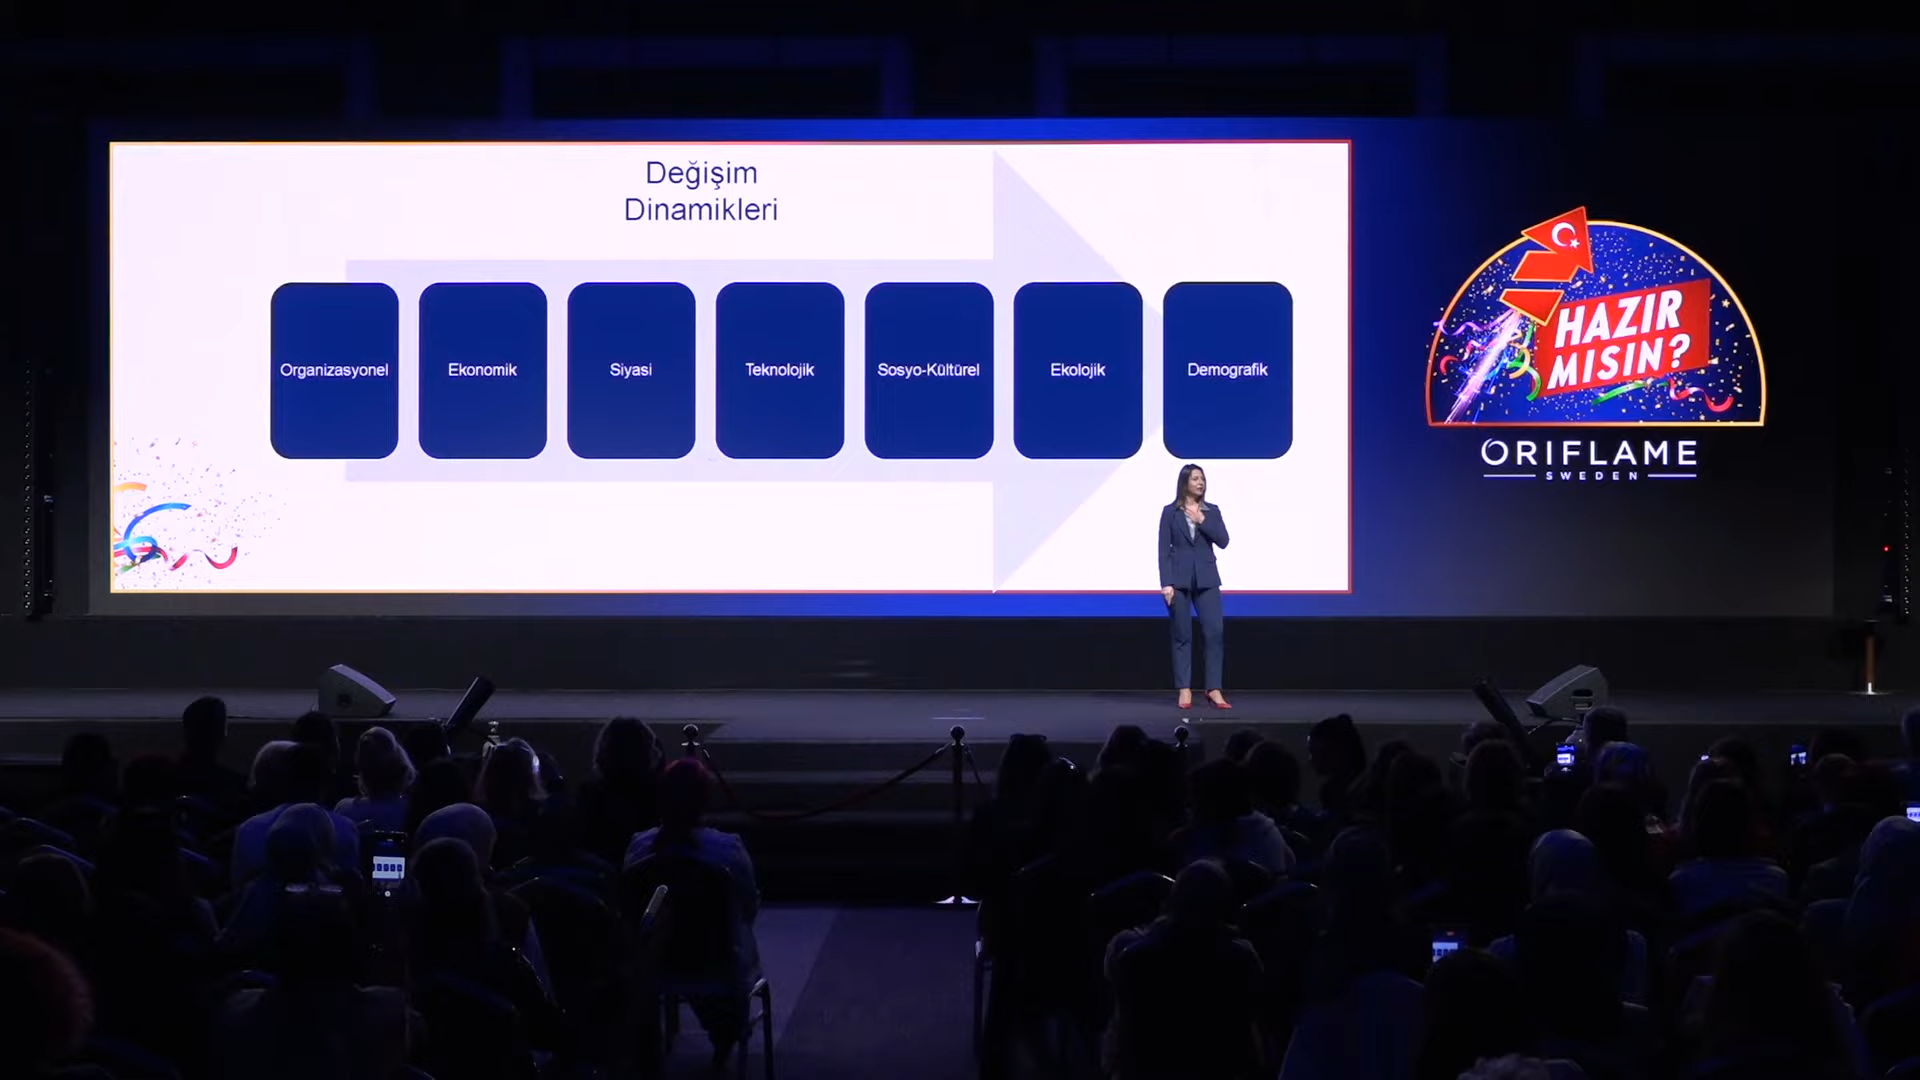 Değişim
Dinamikleri
Organizasyonel
Ekonomik
Siyasi
Teknolojik
Sosyo-Kültürel
Ekolojik
Demografik
HAZIR
MISIN?
ORIFLAME
SWEDEN